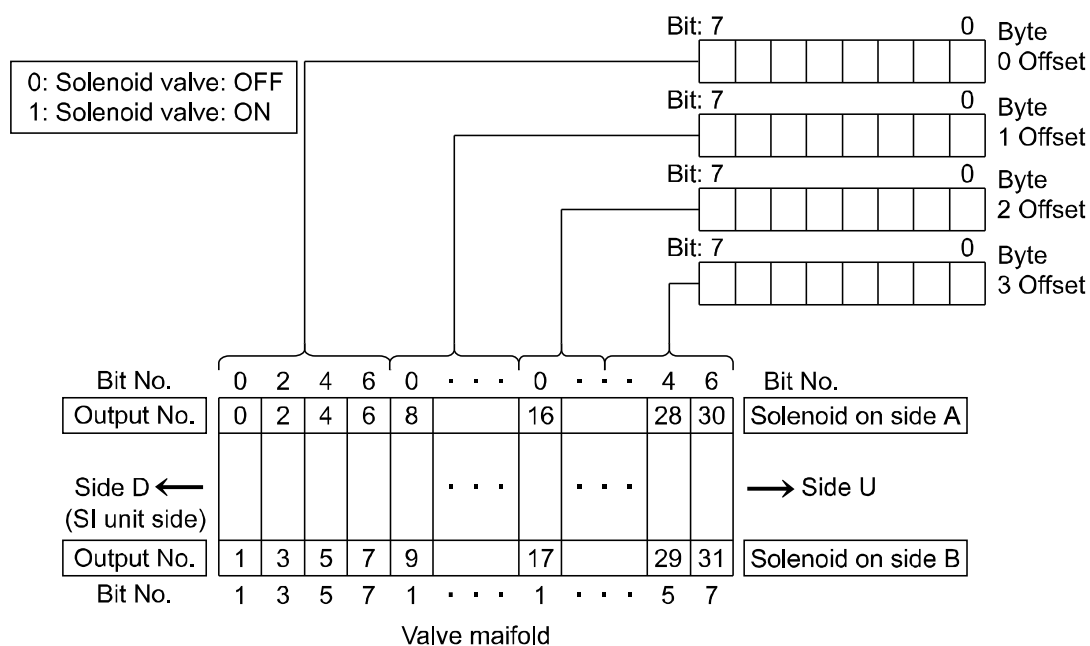 Bit: 7 0 Byte
0 Offset
0: Solenoid valve: OFF
1: Solenoid valve: ON
Bit: 7 0 Byte
1 Offset
Bit: 7 0 Byte
2 Offset
Bit: 7 0 Byte
3 Offset
Bit No. 0 2 4 6 0 · · · 0 · · · 4 6 Bit No.
Output No. 0 2 4 6 8 16 28 30 Solenoid on side A
Side D ← · · · · · · → Side U
(SI unit side)
Output No. 1 3 5 7 9 17 29 31 Solenoid on side B
Bit No. 1 3 5 7 1 · · · 1 · · · 5 7
Valve maifold